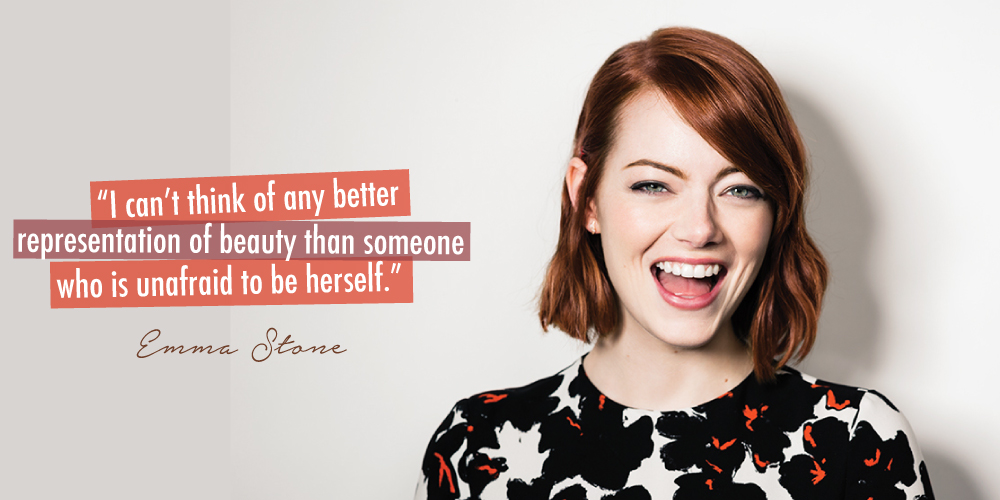 “I can’t think of any better
representation of beauty than someone
who is unafraid to be herself.”
Emma Stone